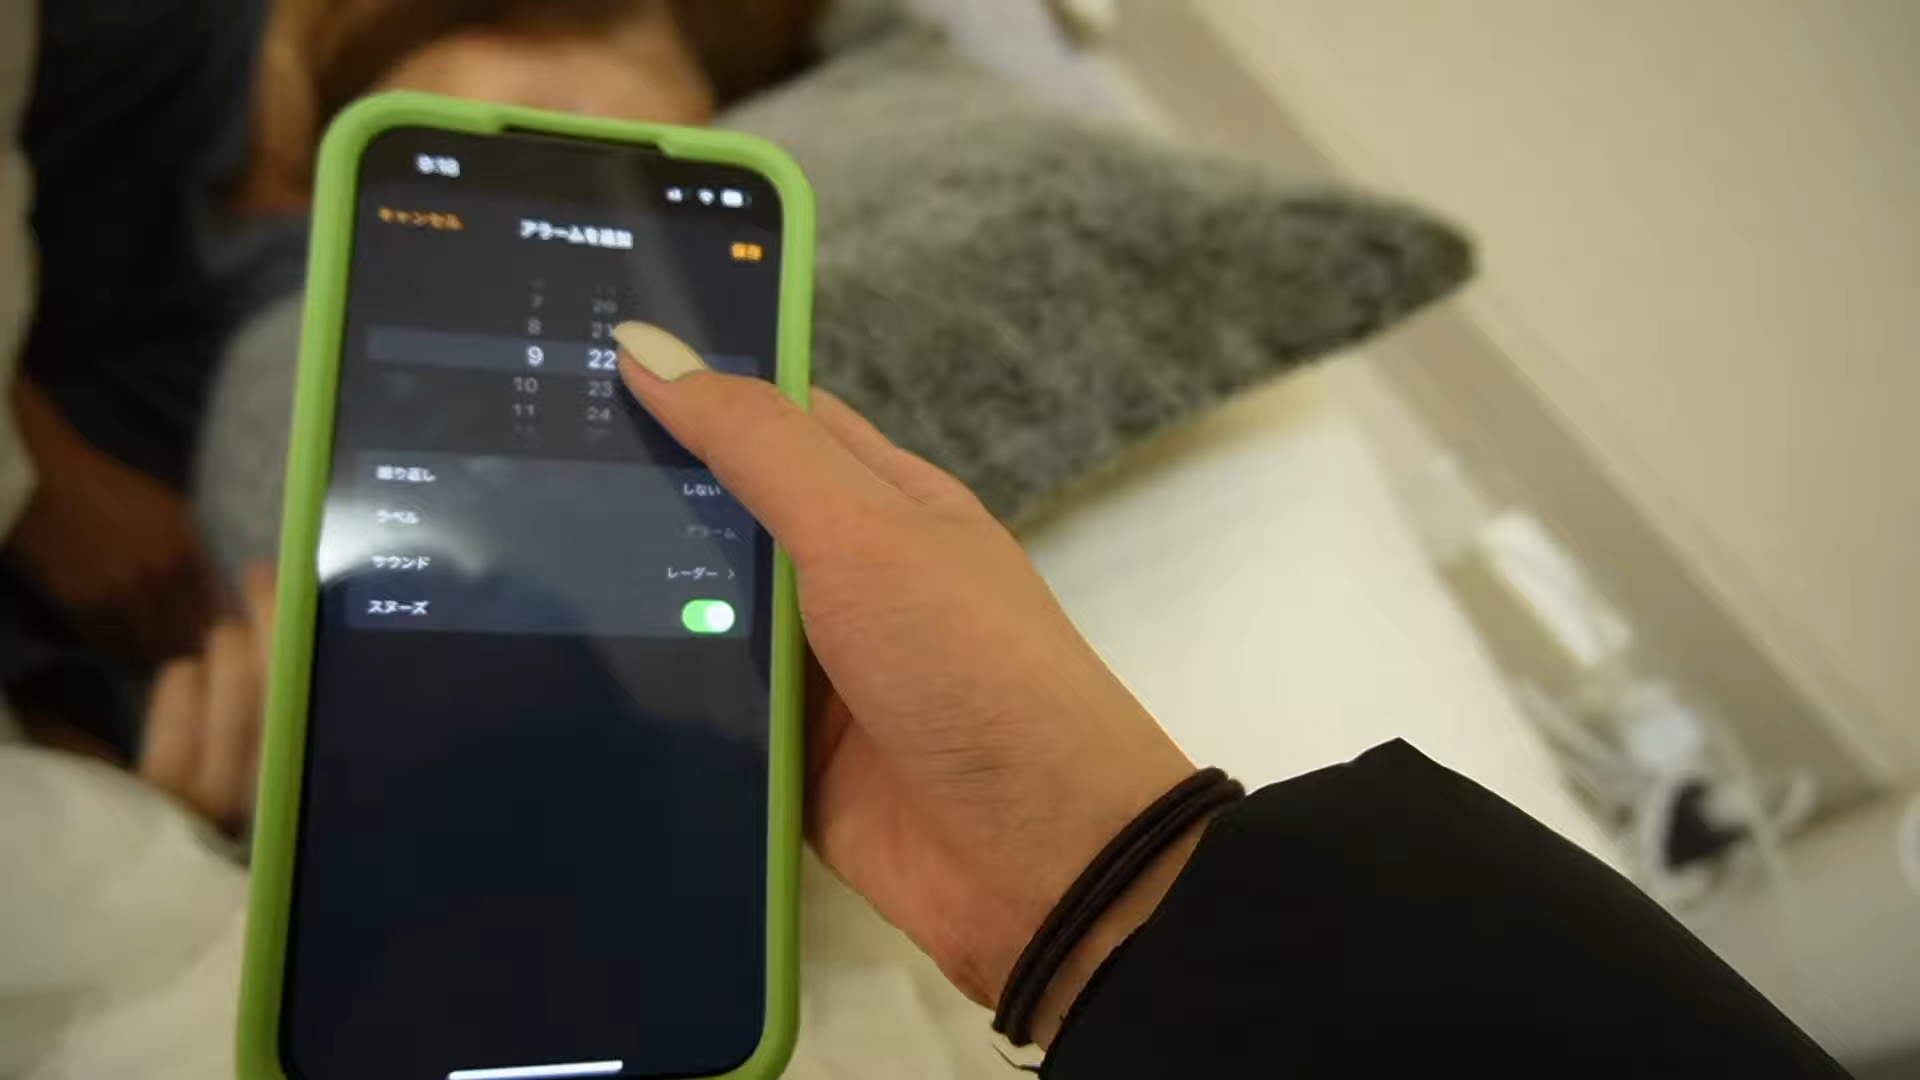 9:18
キャンセル アラームを追加 保存
7 20
8 21
9 22
10 23
11 24
繰り返し しない
ラベル アラーム
サウンド レーダー >
スヌーズ